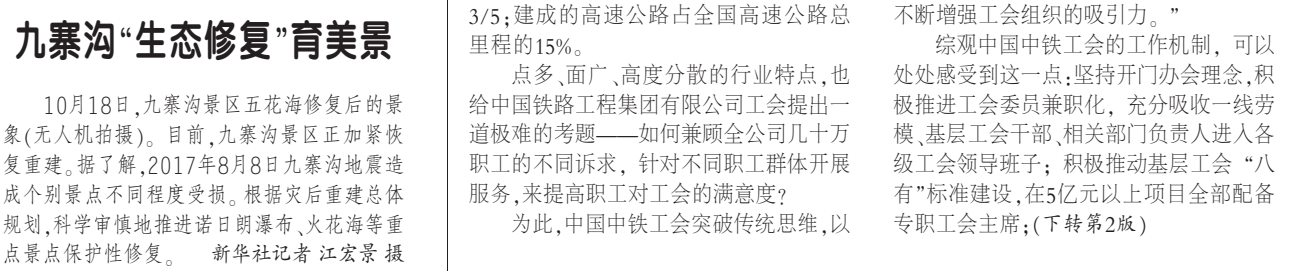 九寨沟“生态修复”育美景
10月18日,九寨沟景区五花海修复后的景
象(无人机拍摄)。目前,九寨沟景区正加紧恢
复重建。据了解,2017年8月8日九寨沟地震造
成个别景点不同程度受损。根据灾后重建总体
规划,科学审慎地推进诺日朗瀑布、火花海等重
点景点保护性修复。 新华社记者 江宏景 摄
3/5;建成的高速公路占全国高速公路总
里程的15%。
点多、面广、高度分散的行业特点,也
给中国铁路工程集团有限公司工会提出一
道极难的考题——如何兼顾全公司几十万
职工的不同诉求，针对不同职工群体开展
服务,来提高职工对工会的满意度?
为此,中国中铁工会突破传统思维,以
不断增强工会组织的吸引力。”
综观中国中铁工会的工作机制，可以
处处感受到这一点:坚持开门办会理念,积
极推进工会委员兼职化，充分吸收一线劳
模、基层工会干部、相关部门负责人进入各
级工会领导班子；积极推动基层工会“八
有”标准建设,在5亿元以上项目全部配备
专职工会主席;(下转第2版)